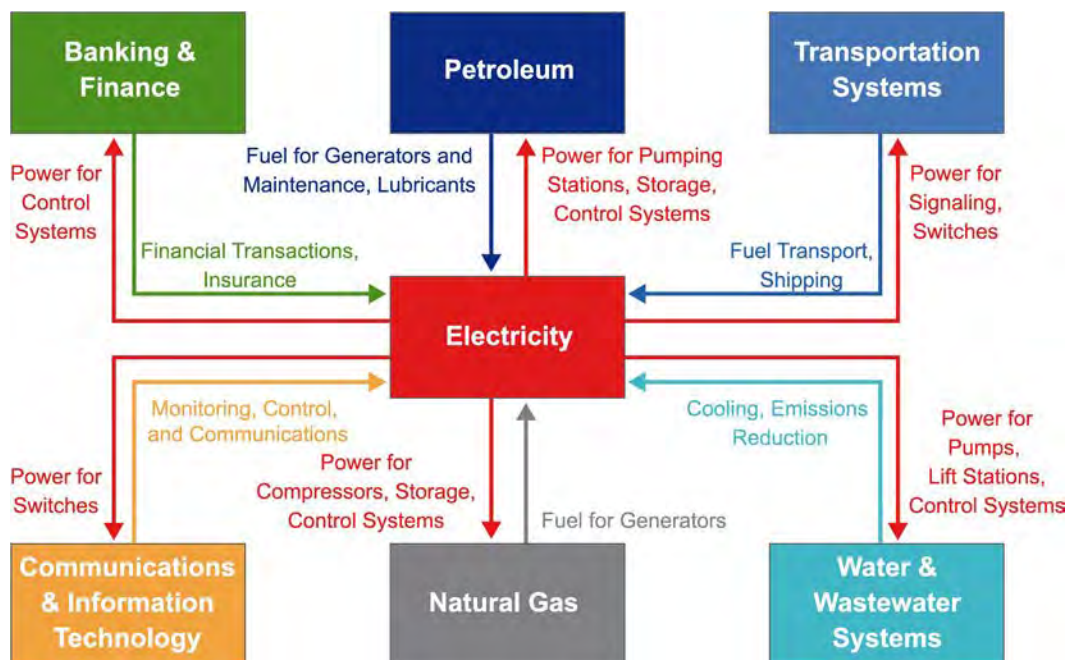 Banking &
Finance
Petroleum
Transportation
Systems
Power for
Control
Systems
Fuel for Generators and
Maintenance, Lubricants
Power for Pumping
Stations, Storage,
Control Systems
Power for
Signaling,
Switches
Financial Transactions,
Insurance
Fuel Transport,
Shipping
Electricity
Monitoring, Control,
and Communications
Cooling, Emissions
Reduction
Power for
Switches
Power for
Compressors, Storage,
Control Systems
Fuel for Generators
Power for
Pumps,
Lift Stations,
Control Systems
Communications
& Information
Technology
Natural Gas
Water &
Wastewater
Systems